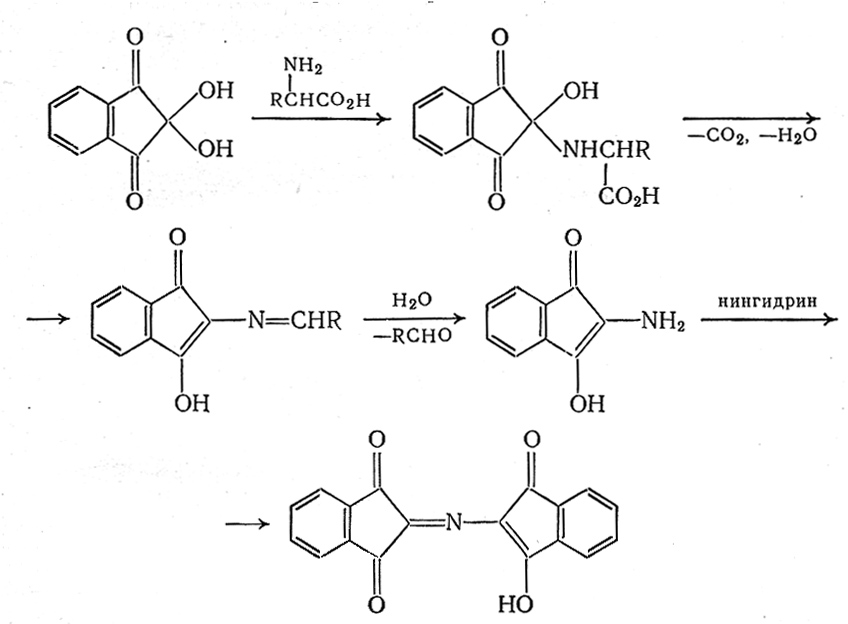 O
NH₂
OH
RCHCO₂H
OH
O
O
OH
NHCHR
CO₂H
O
—CO₂, —H₂O
O
N=CHR
OH
H₂O
—RCHO
O
NH₂
OH
нингидрин
O
O
N
O
HO